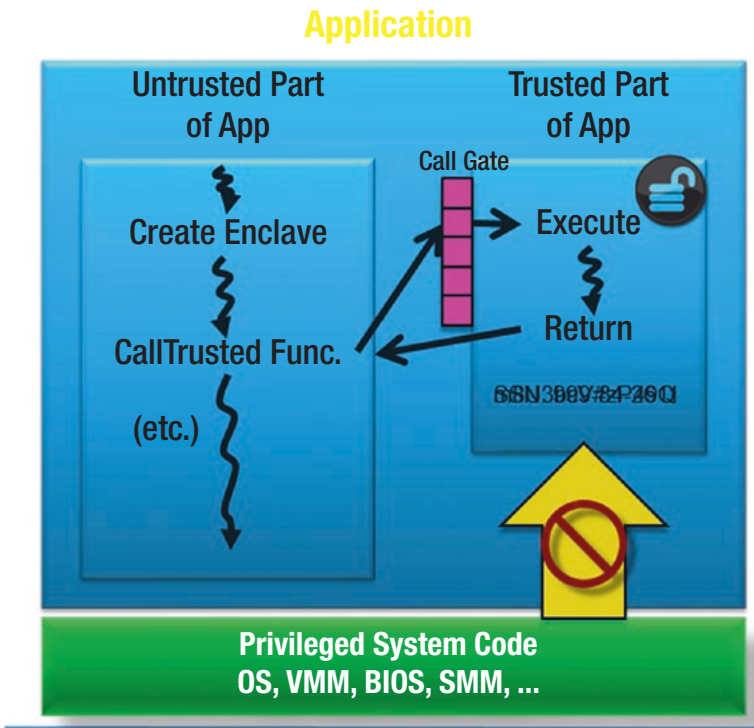 Application
Untrusted Part
of App
Trusted Part
of App
Call Gate
Create Enclave
Execute
CallTrusted Func.
Return
(etc.)
Privileged System Code
OS, VMM, BIOS, SMM, ...